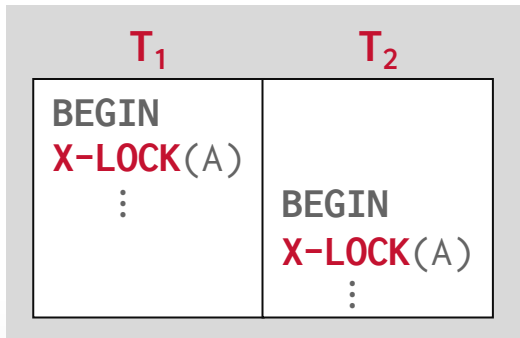 T₁ T₂
BEGIN
X-LOCK(A)
⋮
BEGIN
X-LOCK(A)
⋮